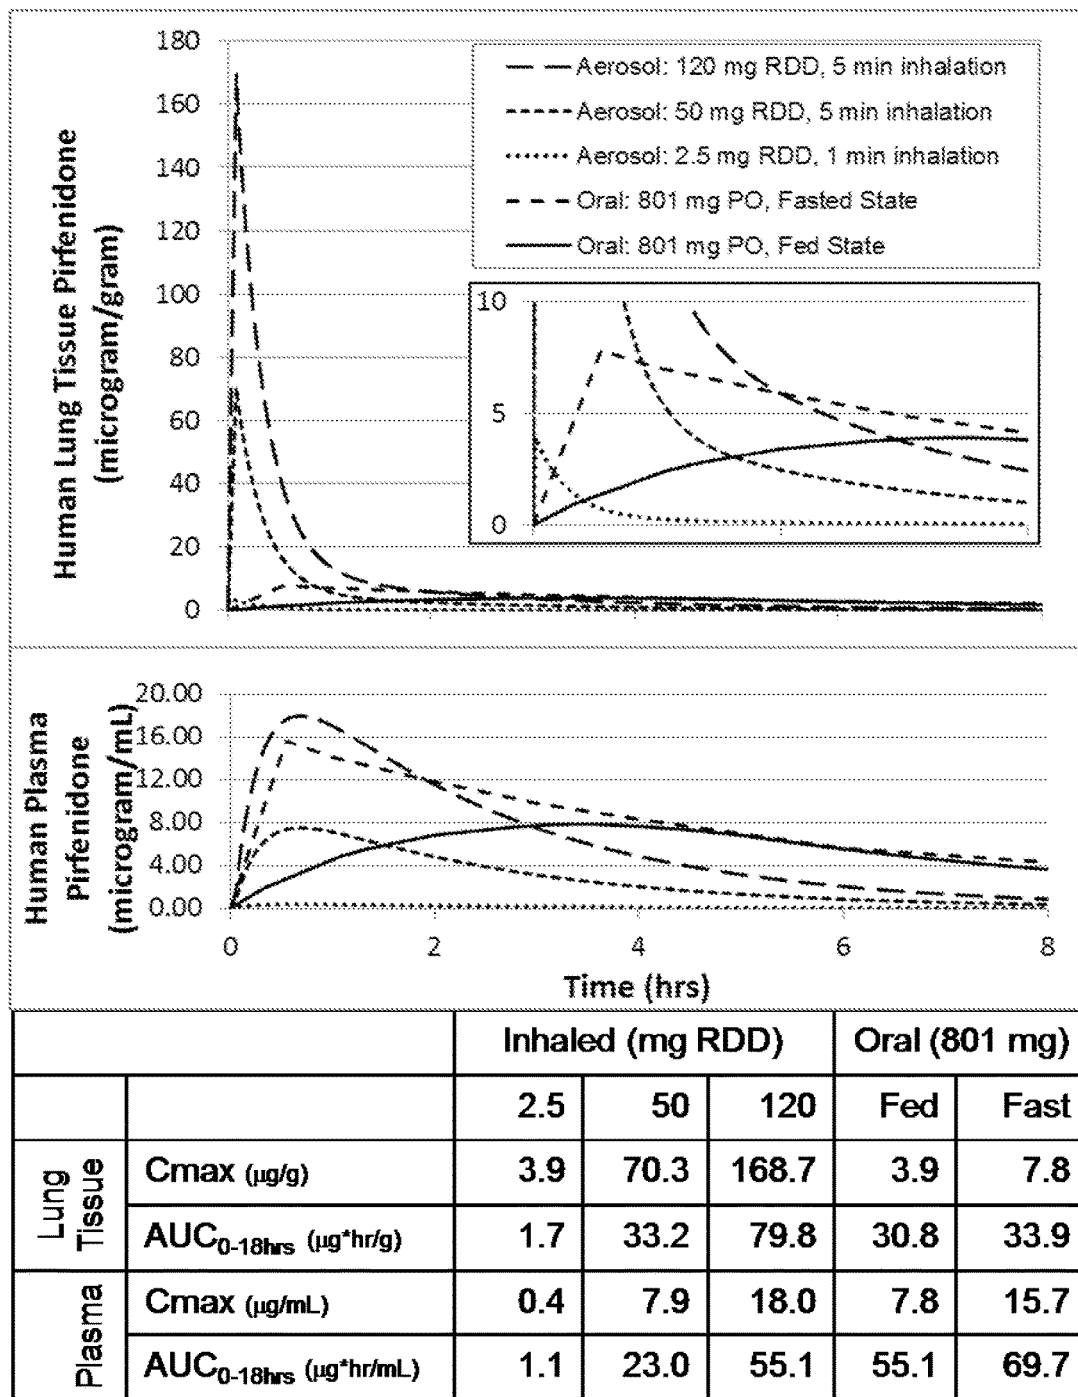 Human Lung Tissue Pirfenidone
(microgram/gram)
180
160
140
120
100
80
60
40
20
0
Aerosol: 120 mg RDD, 5 min inhalation
Aerosol: 50 mg RDD, 5 min inhalation
Aerosol: 2.5 mg RDD, 1 min inhalation
Oral: 801 mg PO, Fasted State
Oral: 801 mg PO, Fed State
10
5
0
Human Plasma
Pirfenidone
(microgram/mL)
20.00
16.00
12.00
8.00
4.00
0.00
0 2 4 6 8
Time (hrs)
Inhaled (mg RDD) Oral (801 mg)
2.5 50 120 Fed Fast
Lung
Tissue
Cmax (µg/g) 3.9 70.3 168.7 3.9 7.8
AUC0-18hrs (µg*hr/g) 1.7 33.2 79.8 30.8 33.9
Plasma
Cmax (µg/mL) 0.4 7.9 18.0 7.8 15.7
AUC0-18hrs (µg*hr/mL) 1.1 23.0 55.1 55.1 69.7